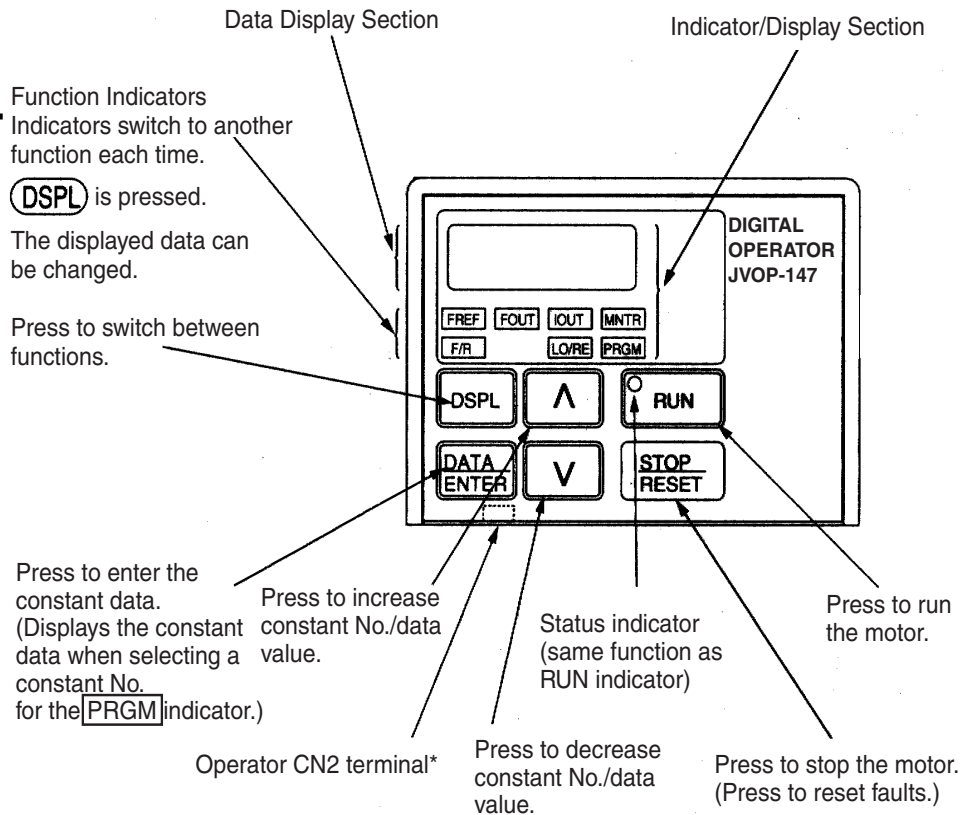 Data Display Section
Indicator/Display Section
Function Indicators
Indicators switch to another
function each time.
DSPL is pressed.
The displayed data can
be changed.
Press to switch between
functions.
DIGITAL
OPERATOR
JVOP-147
FREF FOUT IOUT MNTR
F/R LO/RE PRGM
DSPL
Λ
RUN
DATA
ENTER
V
STOP
RESET
Press to enter the
constant data.
(Displays the constant
data when selecting a
constant No.
for the PRGM indicator.)
Press to increase
constant No./data
value.
Status indicator
(same function as
RUN indicator)
Press to run
the motor.
Operator CN2 terminal*
Press to decrease
constant No./data
value.
Press to stop the motor.
(Press to reset faults.)